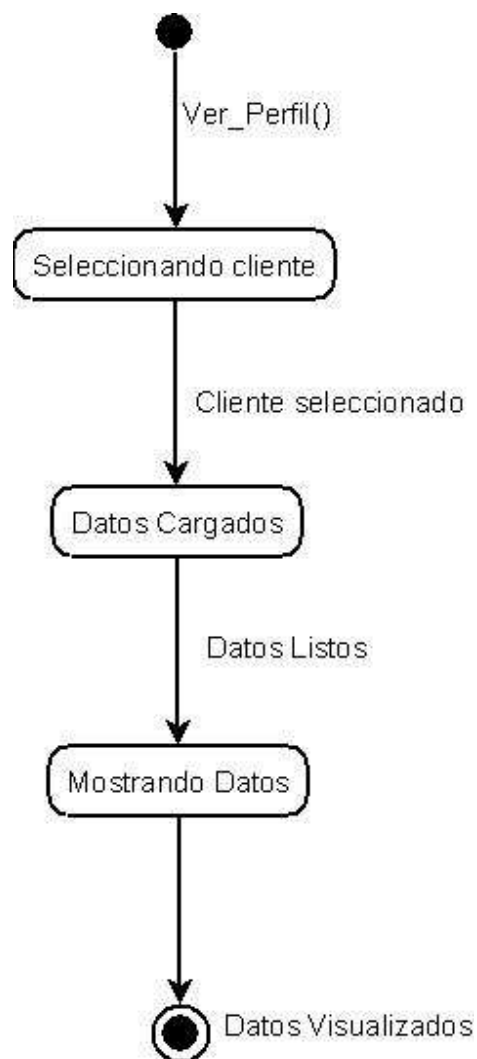 Ver_Perfil()
Seleccionando cliente
Cliente seleccionado
Datos Cargados
Datos Listos
Mostrando Datos
Datos Visualizados